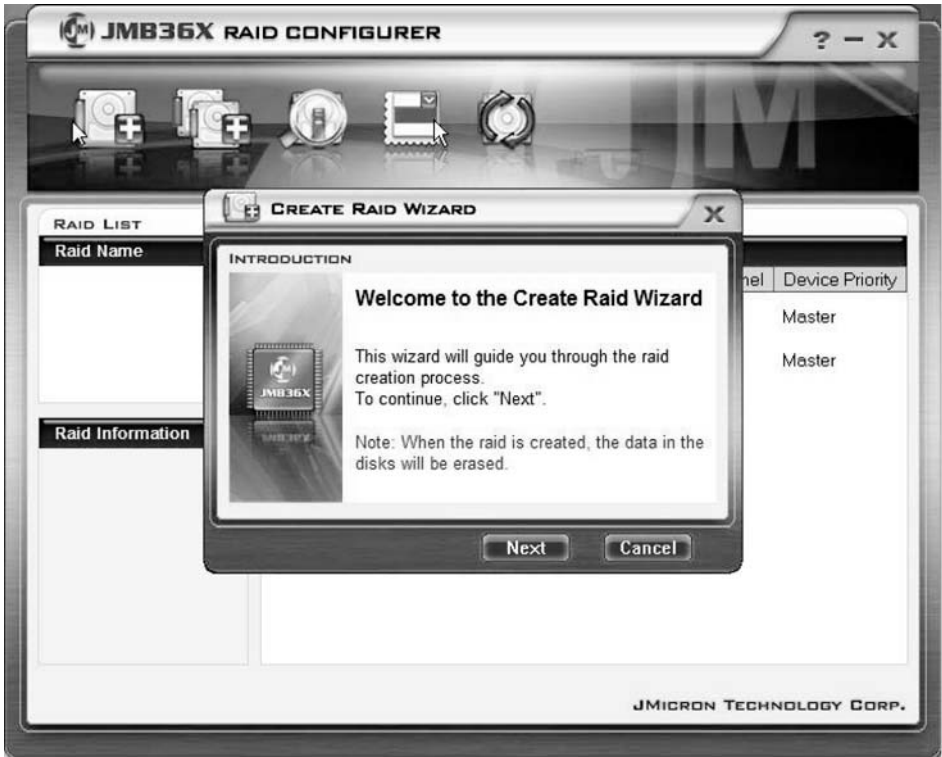 JMB36X RAID CONFIGURER
? – X
JM
RAID LIST
Raid Name
Device Priority
Master
Master
Raid Information
CREATE RAID WIZARD
X
INTRODUCTION
JMB36X
Welcome to the Create Raid Wizard
This wizard will guide you through the raid
creation process.
To continue, click "Next".
Note: When the raid is created, the data in the
disks will be erased.
Next
Cancel
JMICRON TECHNOLOGY CORP.